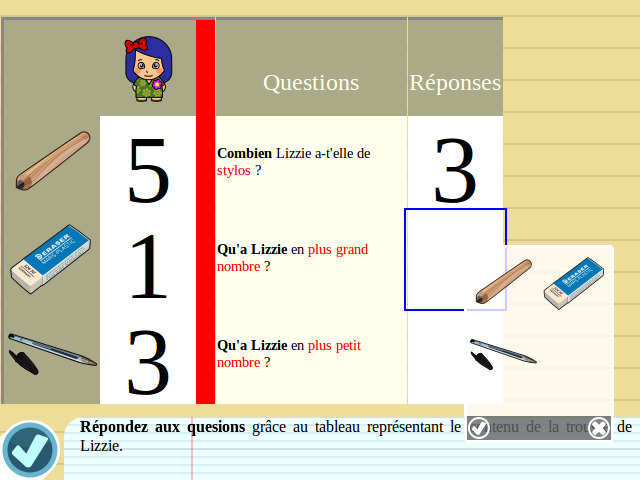 Questions
Réponses
5
Combien Lizzie a-t'elle de
stylos ?
3
ERASER
1
Qu'a Lizzie en plus grand
nombre ?
ERASER
3
Qu'a Lizzie en plus petit
nombre ?
Répondez aux quesions grâce au tableau représentant le tenu de la trou de
Lizzie.